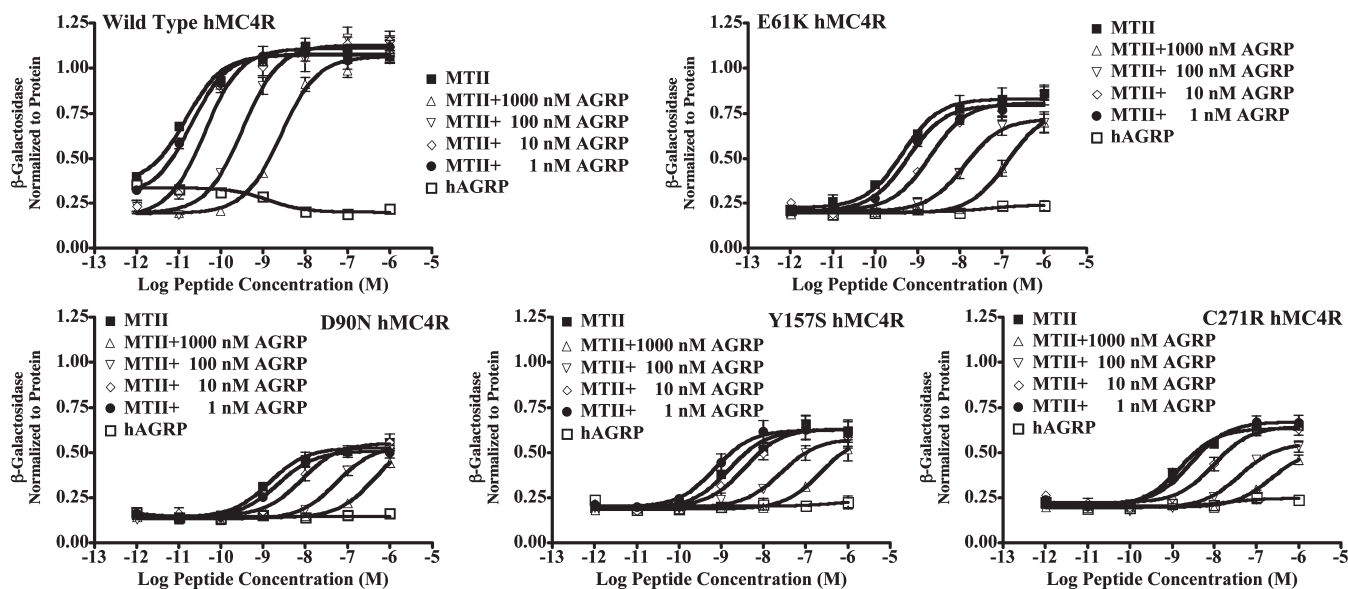 Wild Type hMC4R
β-Galactosidase
Normalized to Protein
1.25
1.00
0.75
0.50
0.25
0.00
-13 -12 -11 -10 -9 -8 -7 -6 -5
Log Peptide Concentration (M)
MTII
MTII+1000 nM AGRP
MTII+ 100 nM AGRP
MTII+ 10 nM AGRP
MTII+ 1 nM AGRP
hAGRP
E61K hMC4R
β-Galactosidase
Normalized to Protein
1.25
1.00
0.75
0.50
0.25
0.00
-13 -12 -11 -10 -9 -8 -7 -6 -5
Log Peptide Concentration (M)
MTII
MTII+1000 nM AGRP
MTII+ 100 nM AGRP
MTII+ 10 nM AGRP
MTII+ 1 nM AGRP
hAGRP
D90N hMC4R
β-Galactosidase
Normalized to Protein
1.25
1.00
0.75
0.50
0.25
0.00
MTII
MTII+1000 nM AGRP
MTII+ 100 nM AGRP
MTII+ 10 nM AGRP
MTII+ 1 nM AGRP
hAGRP
-13 -12 -11 -10 -9 -8 -7 -6 -5
Log Peptide Concentration (M)
Y157S hMC4R
β-Galactosidase
Normalized to Protein
1.25
1.00
0.75
0.50
0.25
0.00
MTII
MTII+1000 nM AGRP
MTII+ 100 nM AGRP
MTII+ 10 nM AGRP
MTII+ 1 nM AGRP
hAGRP
-13 -12 -11 -10 -9 -8 -7 -6 -5
Log Peptide Concentration (M)
C271R hMC4R
β-Galactosidase
Normalized to Protein
1.25
1.00
0.75
0.50
0.25
0.00
MTII
MTII+1000 nM AGRP
MTII+ 100 nM AGRP
MTII+ 10 nM AGRP
MTII+ 1 nM AGRP
hAGRP
-13 -12 -11 -10 -9 -8 -7 -6 -5
Log Peptide Concentration (M)